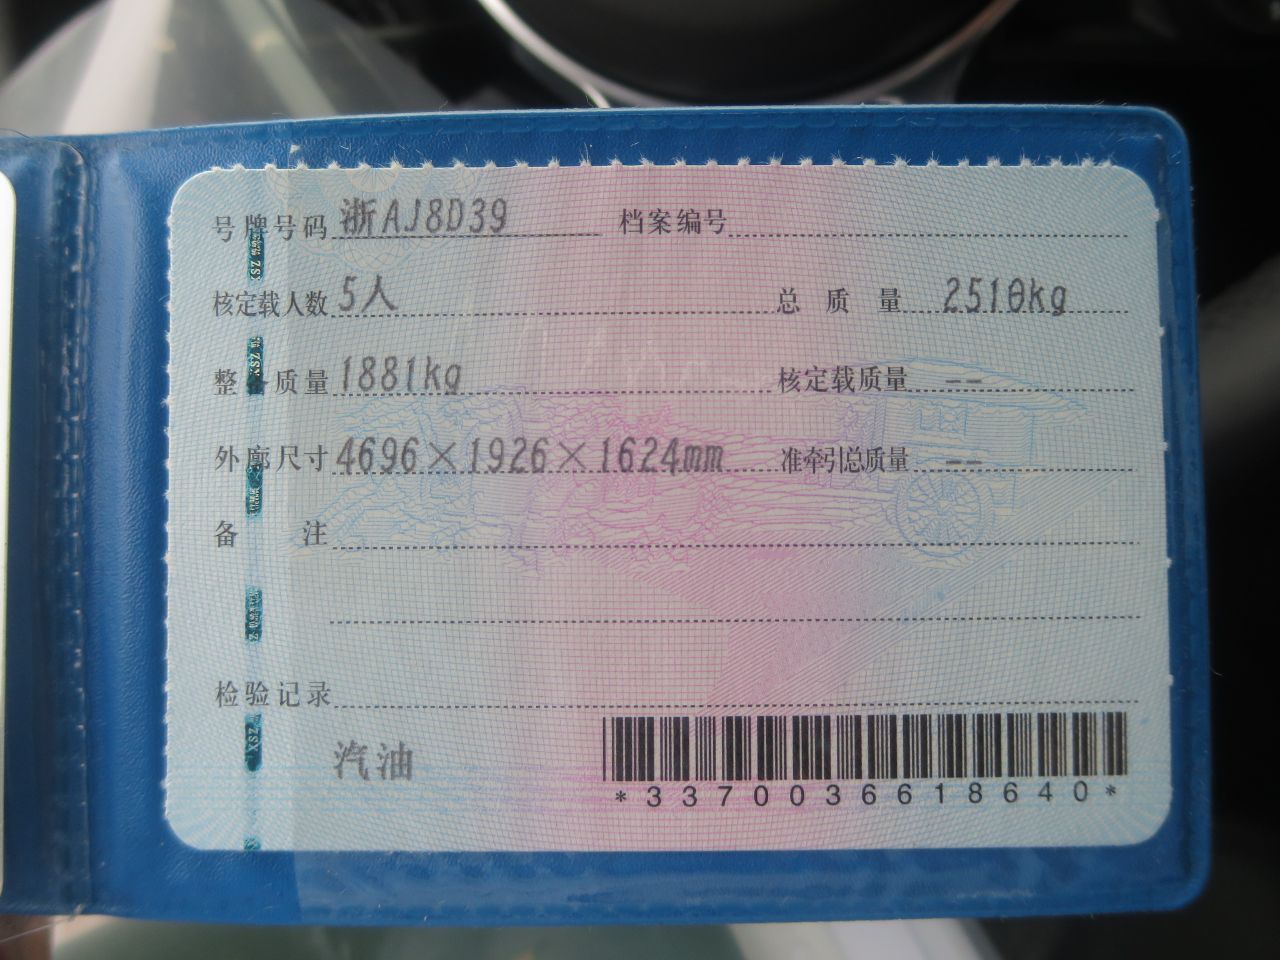 号牌号码 浙AJ8D39 档案编号
核定载人数 5人 总质量 2510kg
整备质量 1881kg 核定载质量 --
外廓尺寸 4696×1926×1624mm 准牵引总质量 --
备注
检验记录
汽油
*3370036618640*